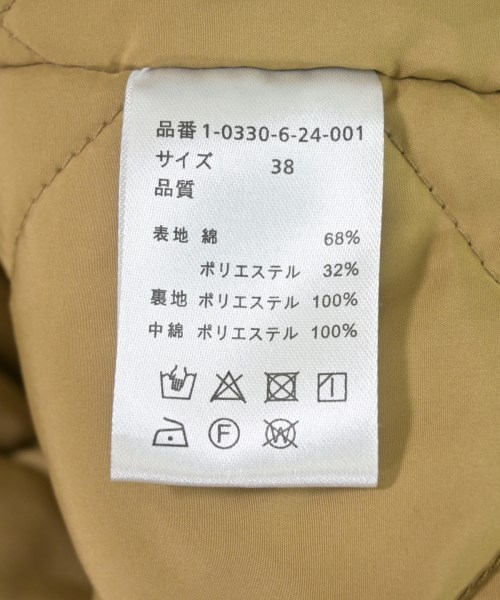 品番 1-0330-6-24-001
サイズ 38
品質
表地 綿 68%
ポリエステル 32%
裏地 ポリエステル 100%
中綿 ポリエステル 100%
F W